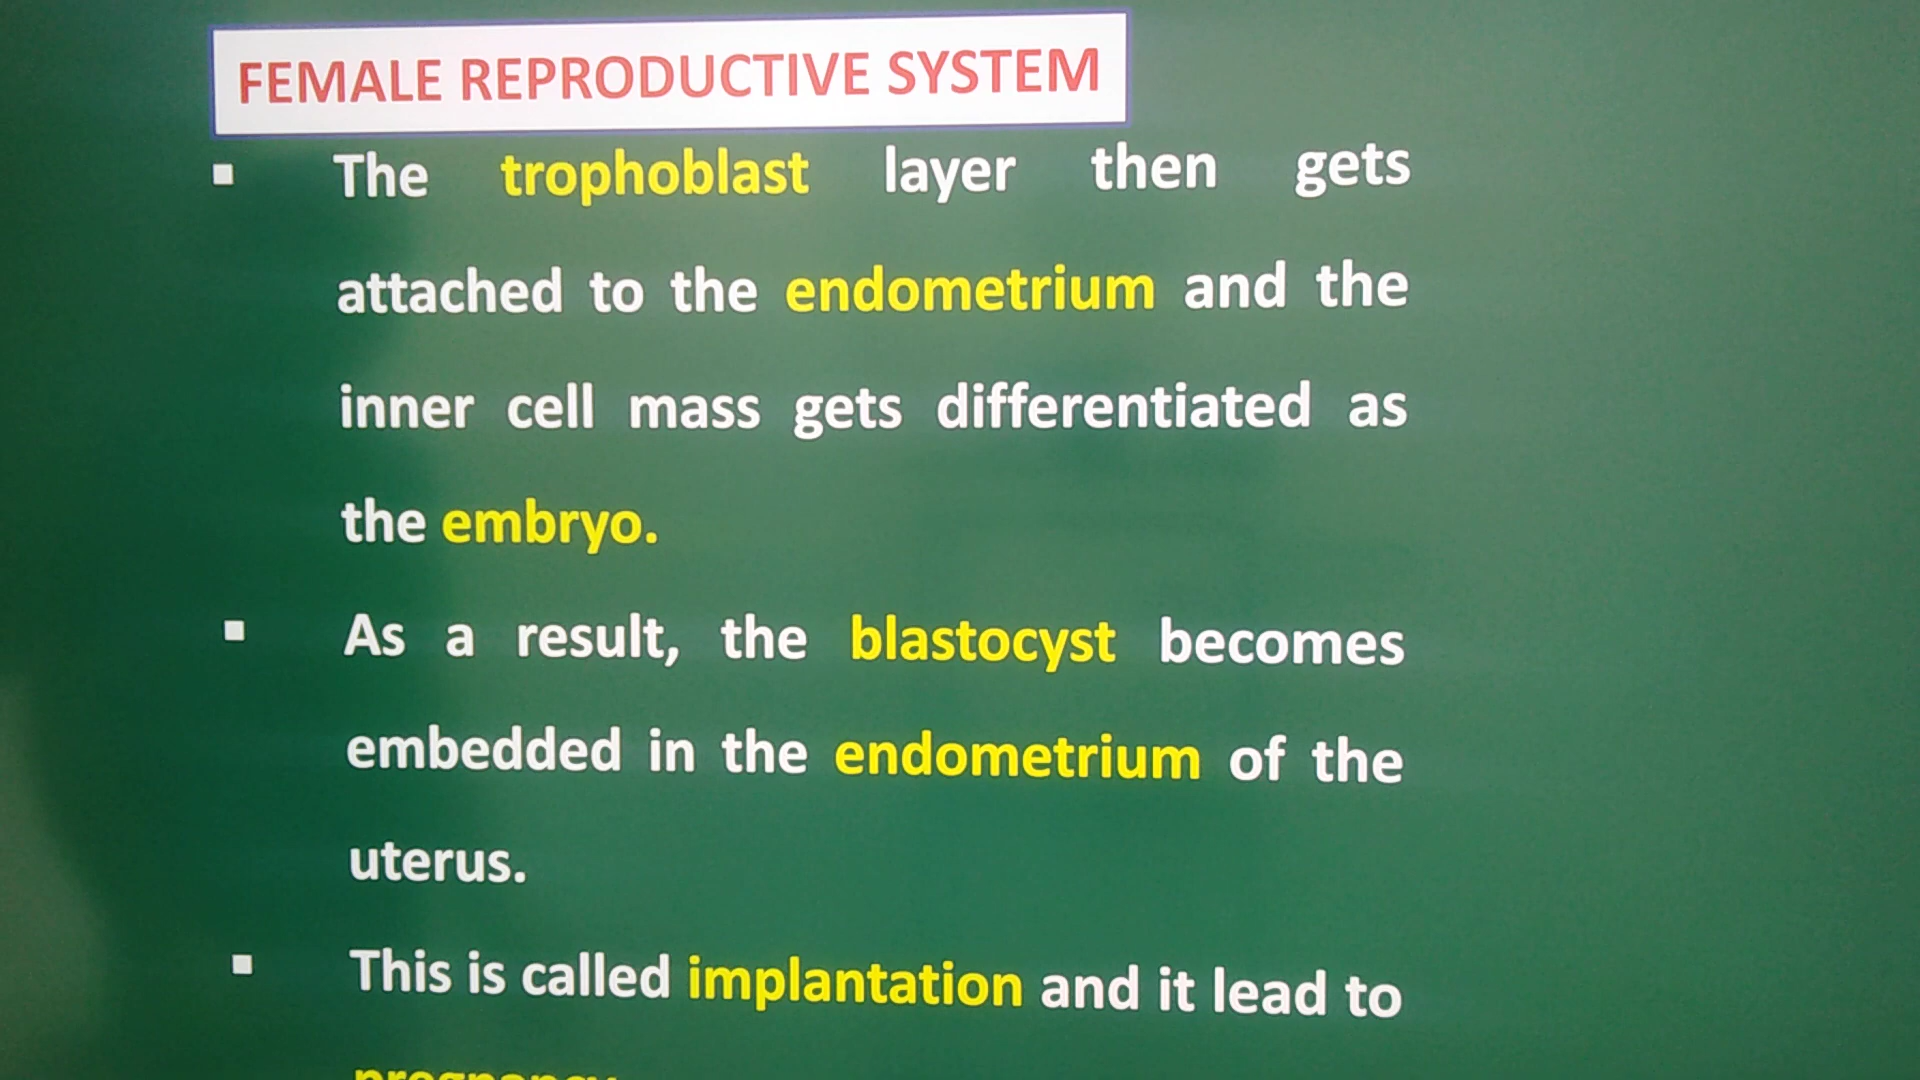 FEMALE REPRODUCTIVE SYSTEM
▪ The trophoblast layer then gets
attached to the endometrium and the
inner cell mass gets differentiated as
the embryo.
▪ As a result, the blastocyst becomes
embedded in the endometrium of the
uterus.
▪ This is called implantation and it lead to
pregnancy